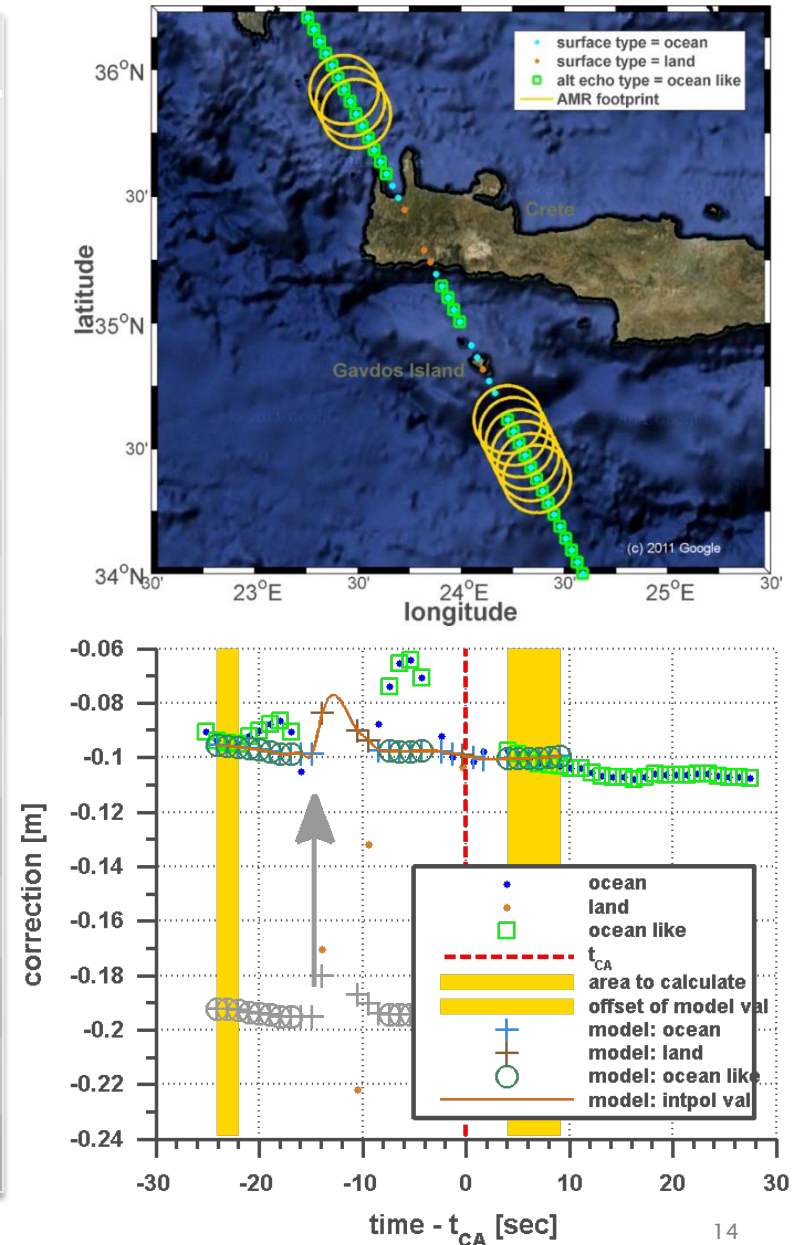 surface type = ocean
surface type = land
alt echo type = ocean like
AMR footprint
36°N
30'
35°N
30'
34°N
latitude
Crete
Gavdos Island
(c) 2011 Google
30'
23°E
30'
24°E
30'
25°E
30'
longitude
-0.06
-0.08
-0.1
-0.12
-0.14
-0.16
-0.18
-0.2
-0.22
-0.24
correction [m]
ocean
land
ocean like
t_CA
area to calculate
offset of model val
model: ocean
model: land
model: ocean like
model: intpol val
-30
-20
-10
0
10
20
30
time - t_CA [sec]
14